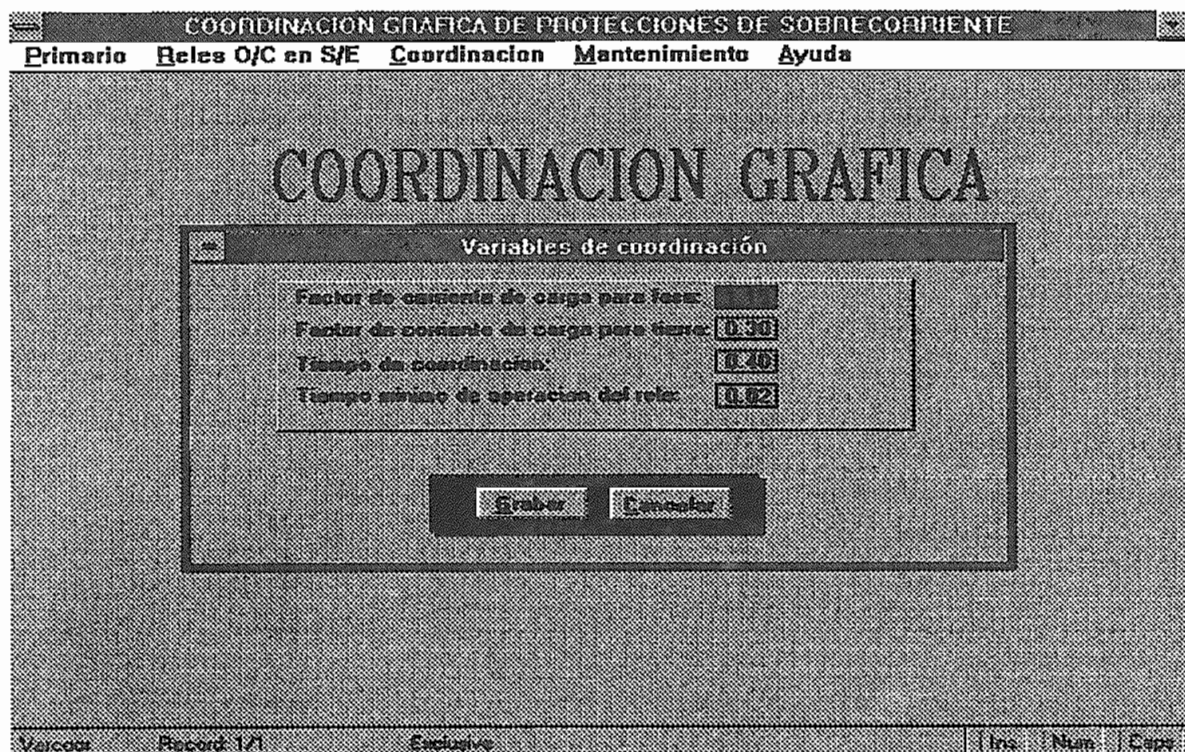 COORDINACION GRAFICA DE PROTECCIONES DE SOBRECORRIENTE
Primario Reles O/C en S/E Coordinacion Mantenimiento Ayuda
COORDINACION GRAFICA
Variables de coordinación
Factor de corriente de carga para fase:
Factor de corriente de carga para tierra: 0.30
Tiempo de coordinacion: 0.40
Tiempo minimo de operacion del rele: 0.02
Grabar Cancelar
Varcoor Record: 1/1 Exclusive Ins Num Caps